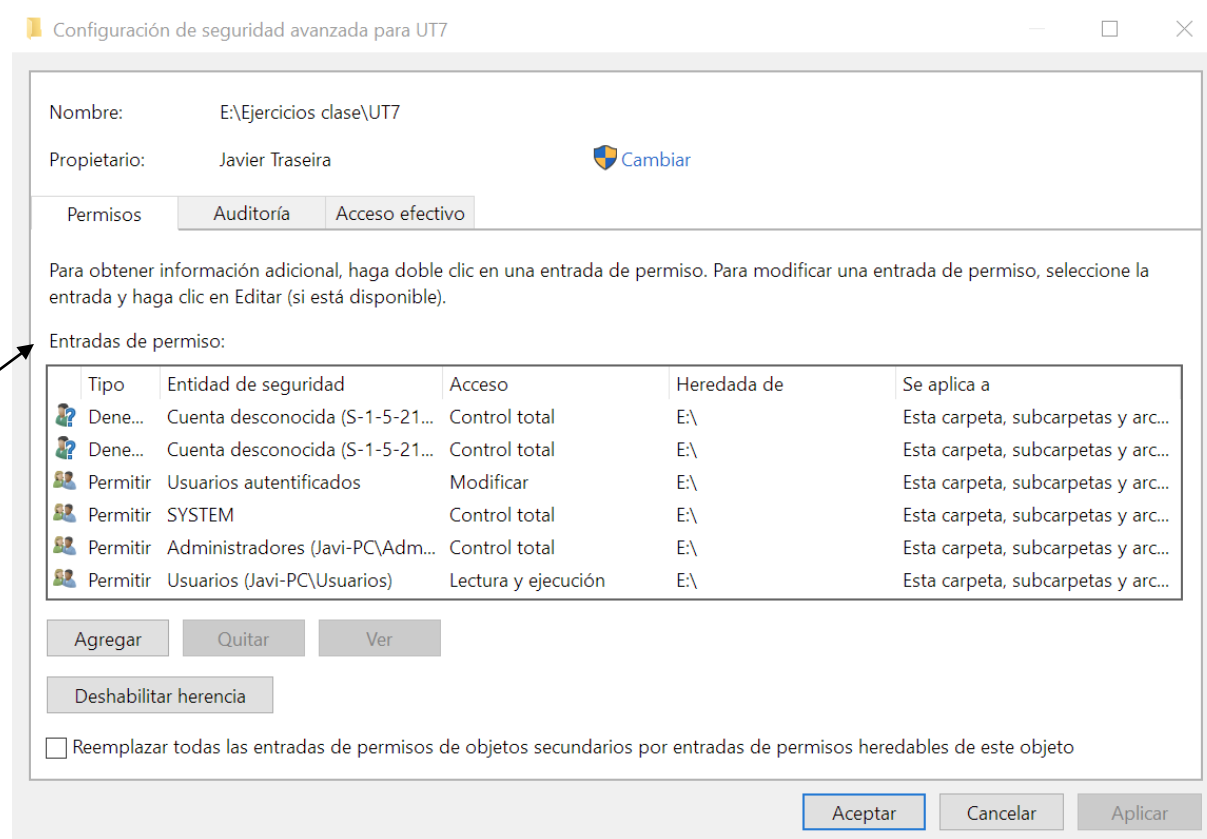 Configuración de seguridad avanzada para UT7
Nombre: E:\Ejercicios clase\UT7
Propietario: Javier Traseira Cambiar
Permisos Auditoría Acceso efectivo
Para obtener información adicional, haga doble clic en una entrada de permiso. Para modificar una entrada de permiso, seleccione la
entrada y haga clic en Editar (si está disponible).
Entradas de permiso:
Tipo Entidad de seguridad Acceso Heredada de Se aplica a
Dene... Cuenta desconocida (S-1-5-21... Control total E:\ Esta carpeta, subcarpetas y arc...
Dene... Cuenta desconocida (S-1-5-21... Control total E:\ Esta carpeta, subcarpetas y arc...
Permitir Usuarios autentificados Modificar E:\ Esta carpeta, subcarpetas y arc...
Permitir SYSTEM Control total E:\ Esta carpeta, subcarpetas y arc...
Permitir Administradores (Javi-PC\Adm... Control total E:\ Esta carpeta, subcarpetas y arc...
Permitir Usuarios (Javi-PC\Usuarios) Lectura y ejecución E:\ Esta carpeta, subcarpetas y arc...
Agregar Quitar Ver
Deshabilitar herencia
Reemplazar todas las entradas de permisos de objetos secundarios por entradas de permisos heredables de este objeto
Aceptar Cancelar Aplicar